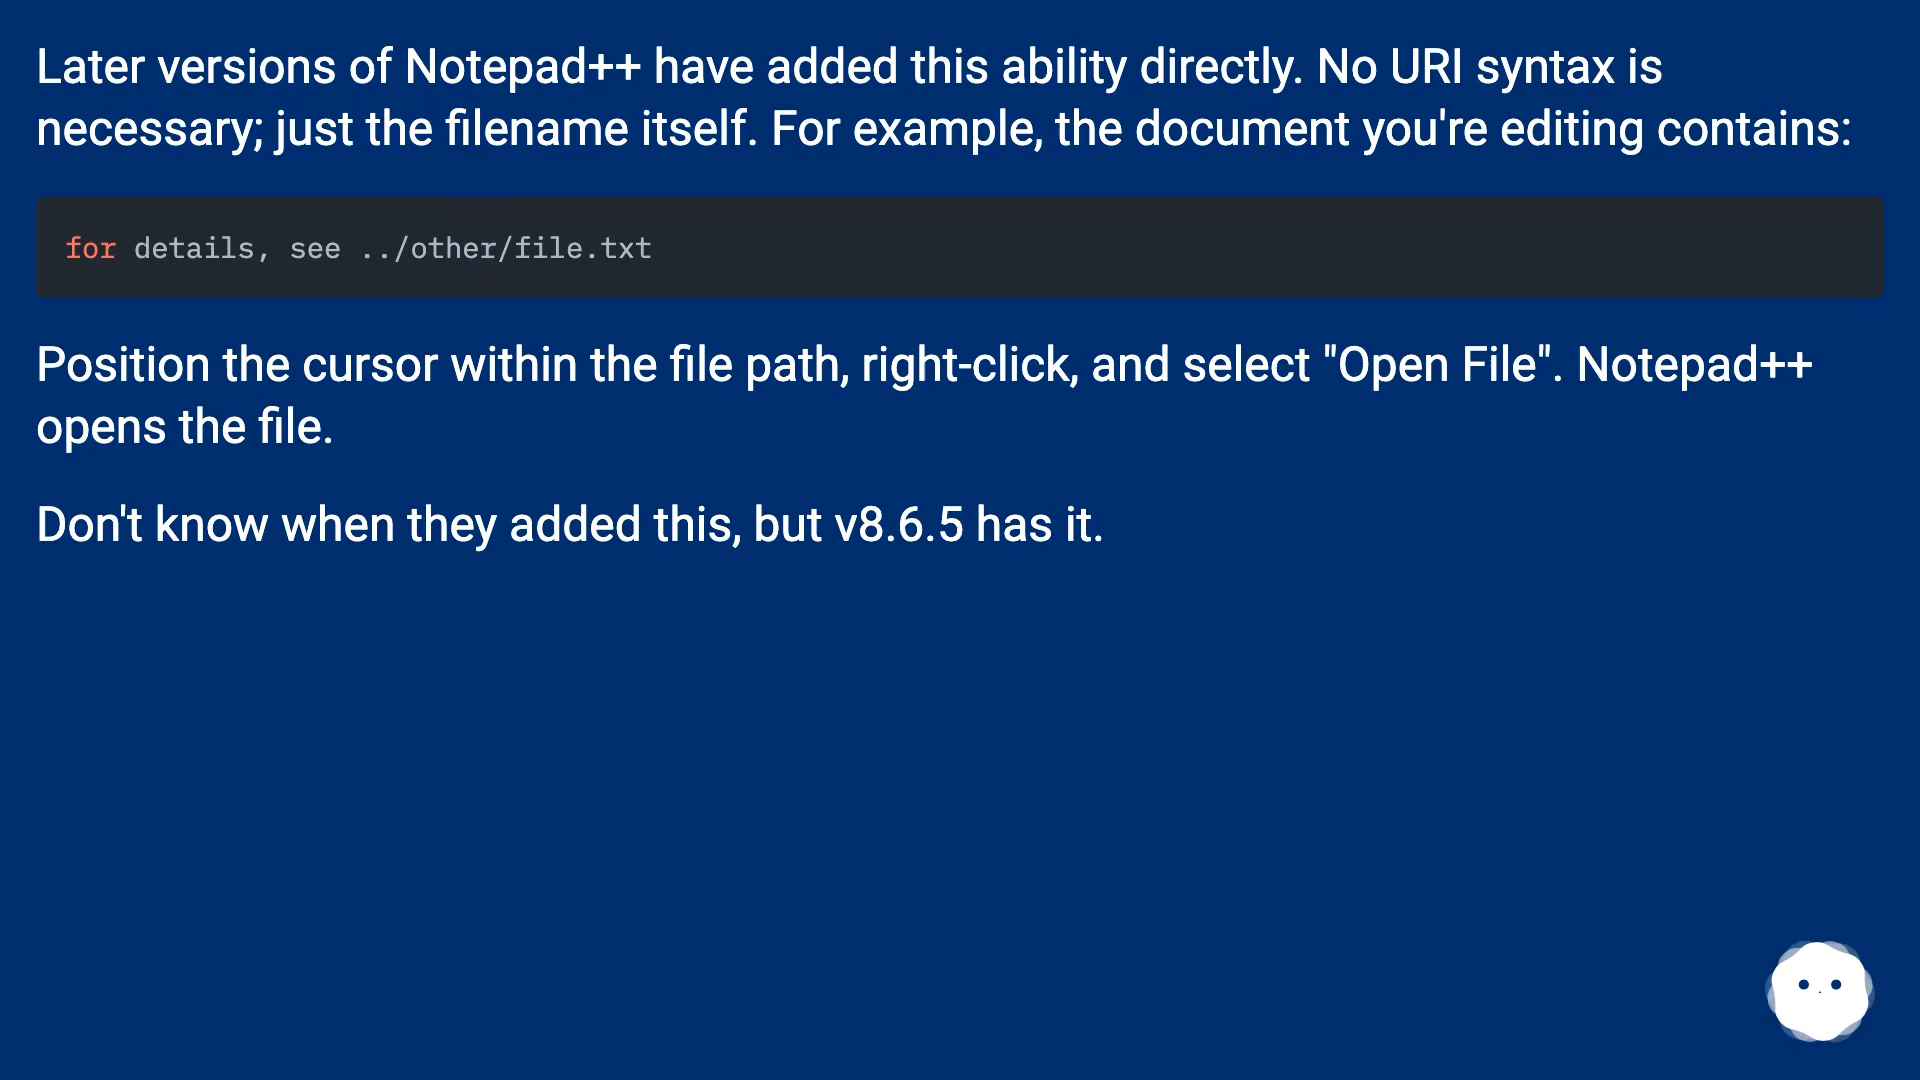 Later versions of Notepad++ have added this ability directly. No URI syntax is
necessary; just the filename itself. For example, the document you're editing contains:
for details, see ../other/file.txt
Position the cursor within the file path, right-click, and select "Open File". Notepad++
opens the file.
Don't know when they added this, but v8.6.5 has it.